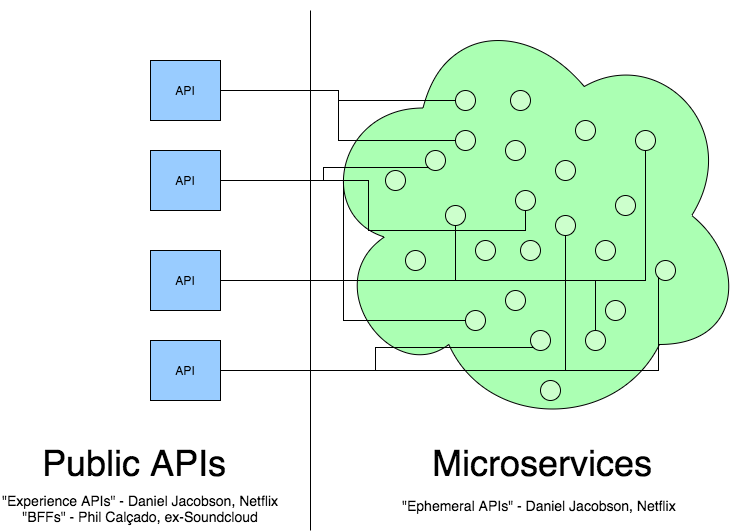 API
API
API
API
Public APIs
"Experience APIs" - Daniel Jacobson, Netflix
"BFFs" - Phil Calçado, ex-Soundcloud
Microservices
"Ephemeral APIs" - Daniel Jacobson, Netflix